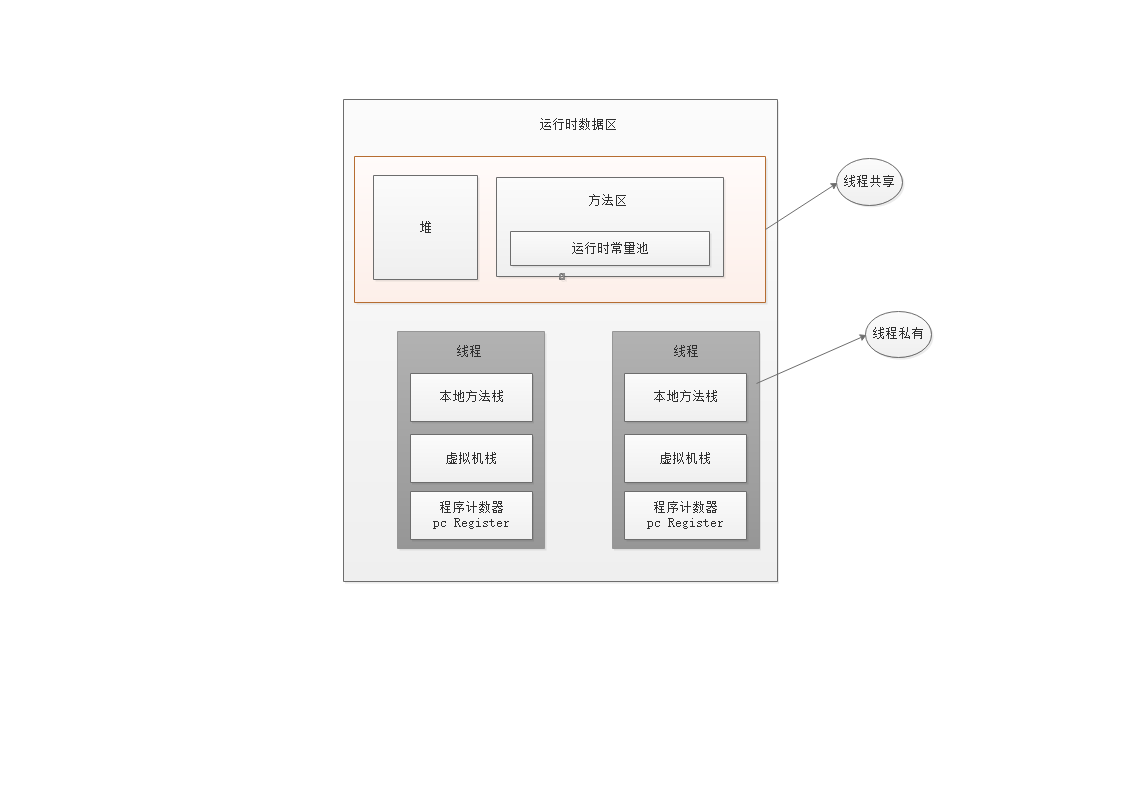 运行时数据区
堆
方法区
运行时常量池
线程共享
线程私有
线程
本地方法栈
虚拟机栈
程序计数器
pc Register
线程
本地方法栈
虚拟机栈
程序计数器
pc Register